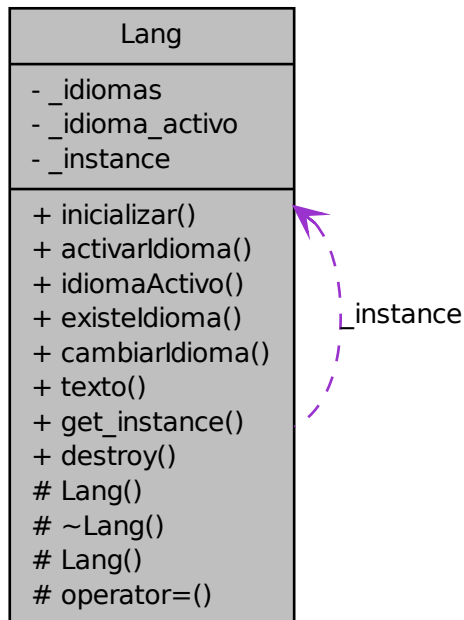 Lang
- _idiomas
- _idioma_activo
- _instance
+ inicializar()
+ activarIdioma()
+ idiomaActivo()
+ existeIdioma()
+ cambiarIdioma()
+ texto()
+ get_instance()
+ destroy()
# Lang()
# ~Lang()
# Lang()
# operator=()
_instance